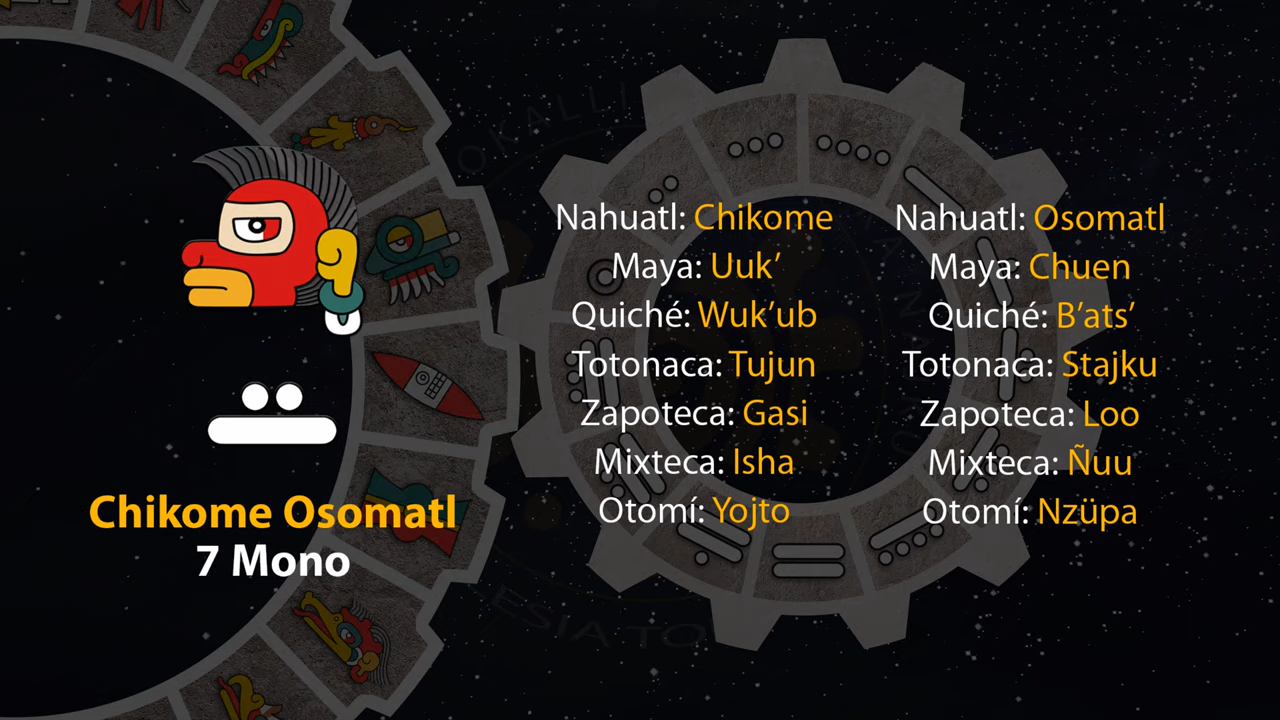 Chikome Osomatl
7 Mono
Nahuatl: Chikome
Maya: Uuk’
Quiché: Wuk’ub
Totonaca: Tujun
Zapoteca: Gasi
Mixteca: Isha
Otomí: Yojto
Nahuatl: Osomatl
Maya: Chuen
Quiché: B’ats’
Totonaca: Stajku
Zapoteca: Loo
Mixteca: Ñuu
Otomí: Nzüpa